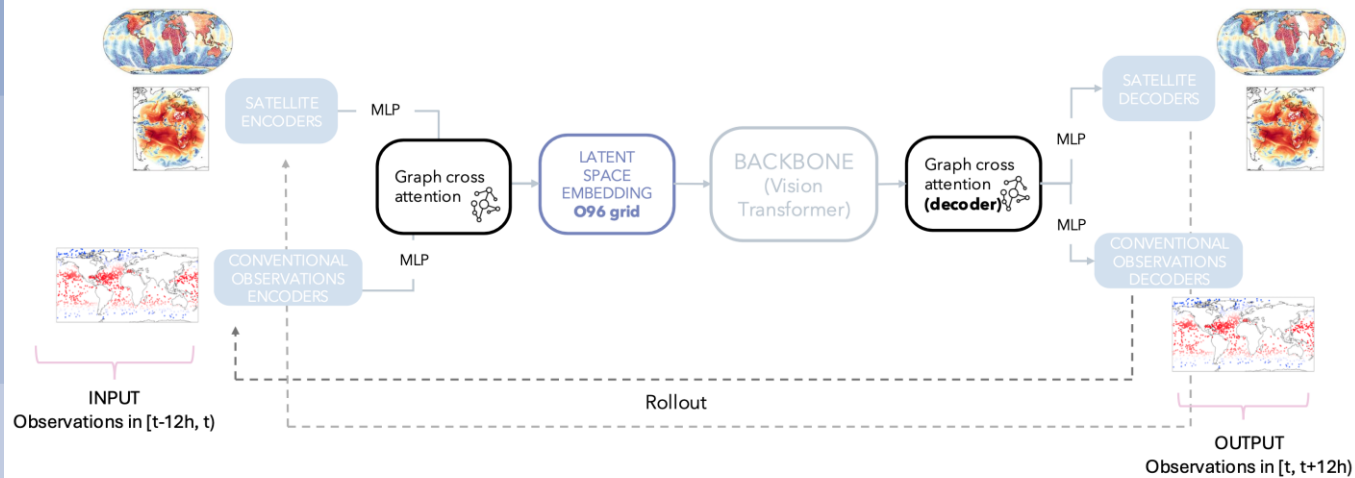 SATELLITE
ENCODERS
MLP
Graph cross
attention
LATENT
SPACE
EMBEDDING
O96 grid
BACKBONE
(Vision
Transformer)
Graph cross
attention
(decoder)
MLP
SATELLITE
DECODERS
CONVENTIONAL
OBSERVATIONS
ENCODERS
MLP
MLP
CONVENTIONAL
OBSERVATIONS
DECODERS
Rollout
INPUT
Observations in [t-12h, t)
OUTPUT
Observations in [t, t+12h)